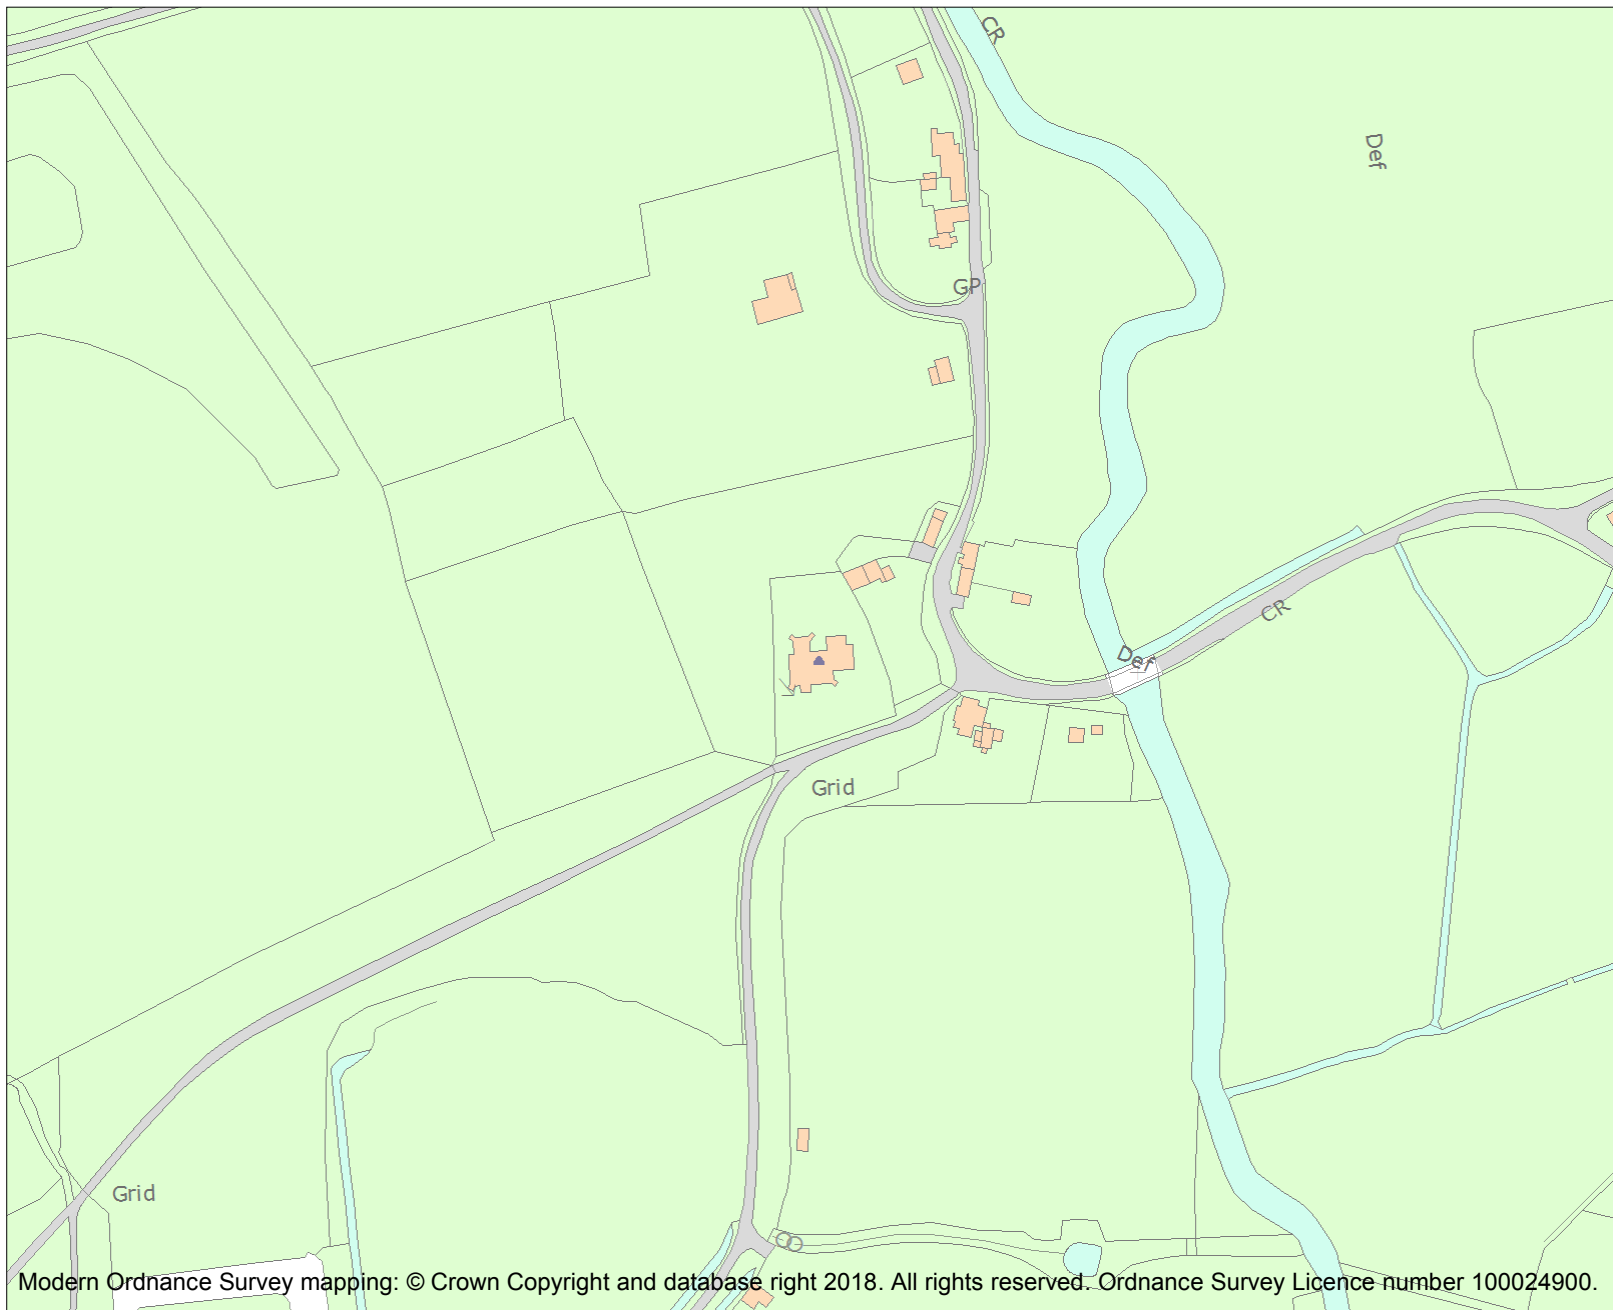 CR
Def
GP
CR
Def
Grid
Grid
Modern Ordnance Survey mapping: © Crown Copyright and database right 2018. All rights reserved. Ordnance Survey Licence number 100024900.